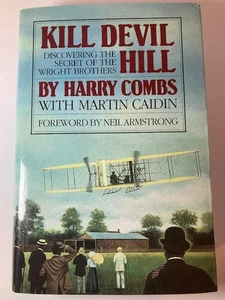 KILL DEVIL
DISCOVERING THE
SECRET OF THE
WRIGHT BROTHERS
HILL
BY HARRY COMBS
WITH MARTIN CAIDIN
FOREWORD BY NEIL ARMSTRONG